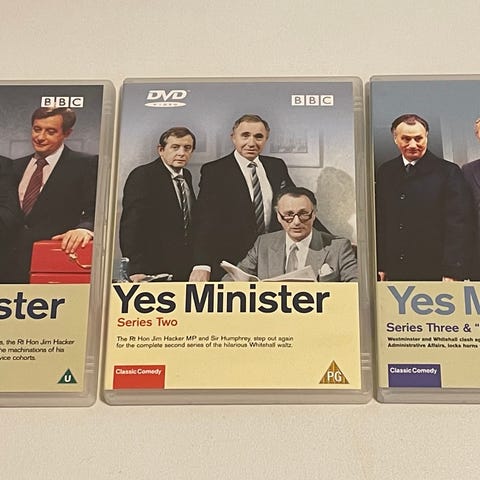 BBC
ster
s, the Rt Hon Jim Hacker
the machinations of his
vice cohorts.
U
DVD
VIDEO
BBC
Yes Minister
Series Two
The Rt Hon Jim Hacker MP and Sir Humphrey, step out again
for the complete second series of the hilarious Whitehall waltz.
Classic Comedy
PG
Yes M
Series Three & "
Westminster and Whitehall clash ag
Administrative Affairs, locks horns
Classic Comedy